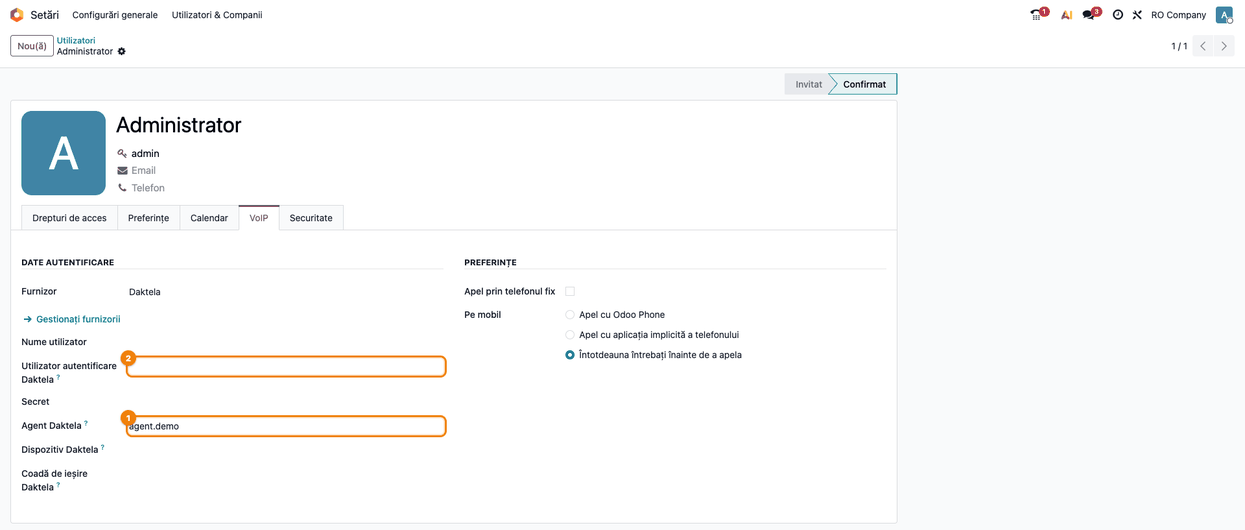 Setări Configurări generale Utilizatori & Companii 1 AI 3 RO Company A
Nou(ă) Utilizatori
Administrator
1 / 1
Invitat Confirmat
A
Administrator
admin
Email
Telefon
Drepturi de acces Preferințe Calendar VoIP Securitate
DATE AUTENTIFICARE
Furnizor Daktela
→ Gestionați furnizorii
Nume utilizator
2
Utilizator autentificare
Daktela ?
Secret
1
Agent Daktela ? agent.demo
Dispozitiv Daktela ?
Coadă de ieșire
Daktela ?
PREFERINȚE
Apel prin telefonul fix
Pe mobil Apel cu Odoo Phone
Apel cu aplicația implicită a telefonului
Întotdeauna întrebați înainte de a apela